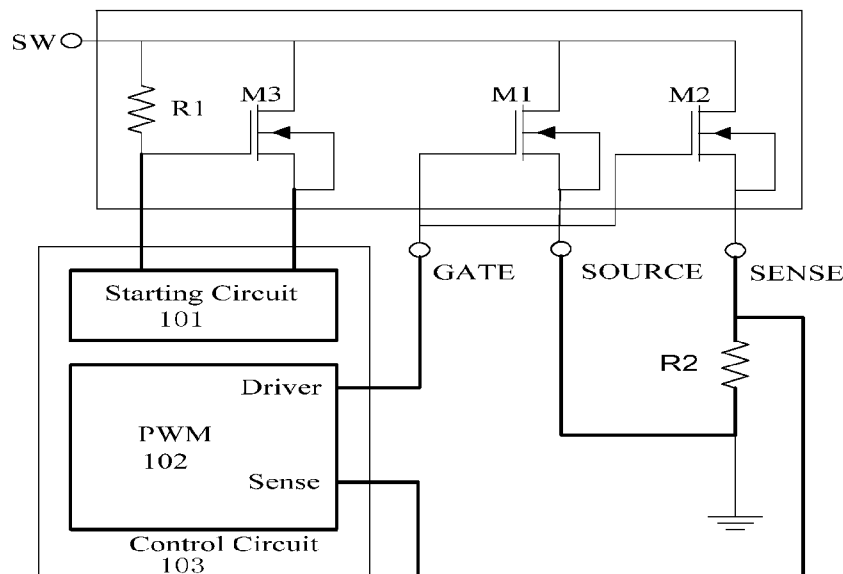 SW
R1
M3
M1
M2
GATE
SOURCE
SENSE
Starting Circuit
101
R2
Driver
PWM
102
Sense
Control Circuit
103